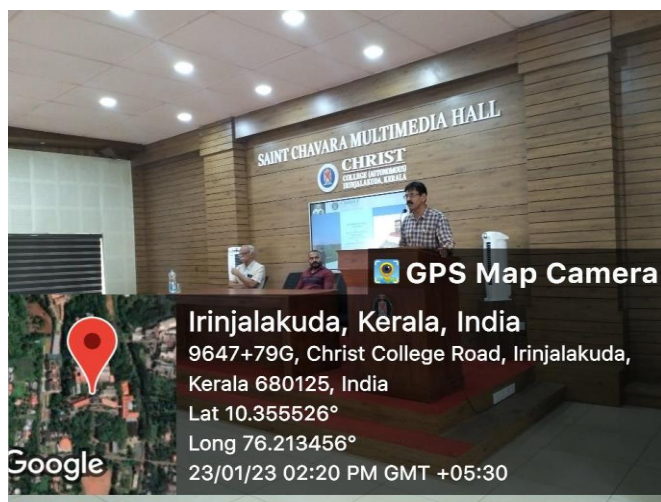 SAINT CHAVARA MULTIMEDIA HALL
CHRIST
COLLEGE (AUTONOMOUS)
IRINJALAKUDA, KERALA
GPS Map Camera
Irinjalakuda, Kerala, India
9647+79G, Christ College Road, Irinjalakuda,
Kerala 680125, India
Lat 10.355526°
Long 76.213456°
23/01/23 02:20 PM GMT +05:30
Google